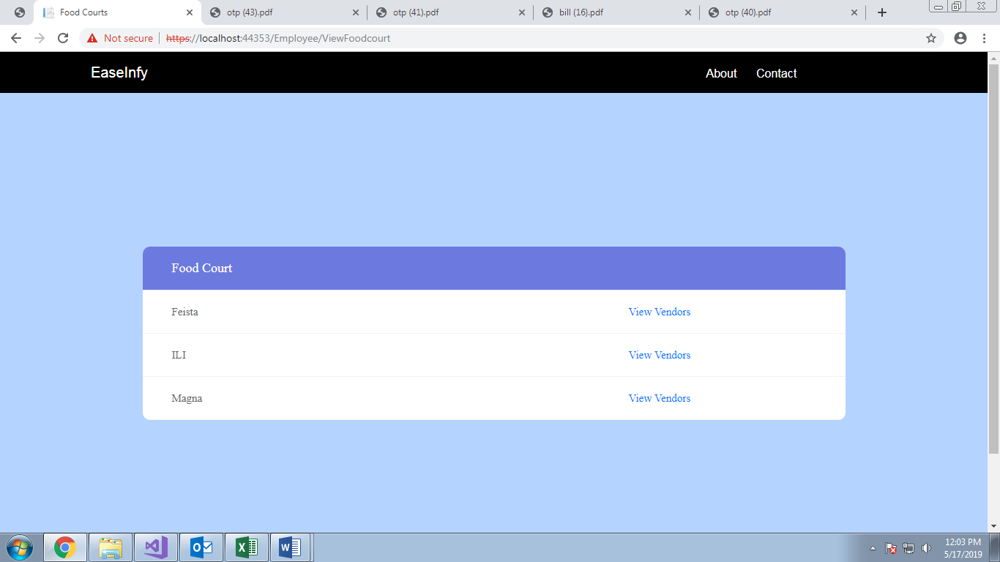 Food Courts
otp (43).pdf
otp (41).pdf
bill (16).pdf
otp (40).pdf
Not secure
https://localhost:44353/Employee/ViewFoodcourt
EaseInfy
About
Contact
Food Court
Feista
View Vendors
ILI
View Vendors
Magna
View Vendors
12:03 PM
5/17/2019